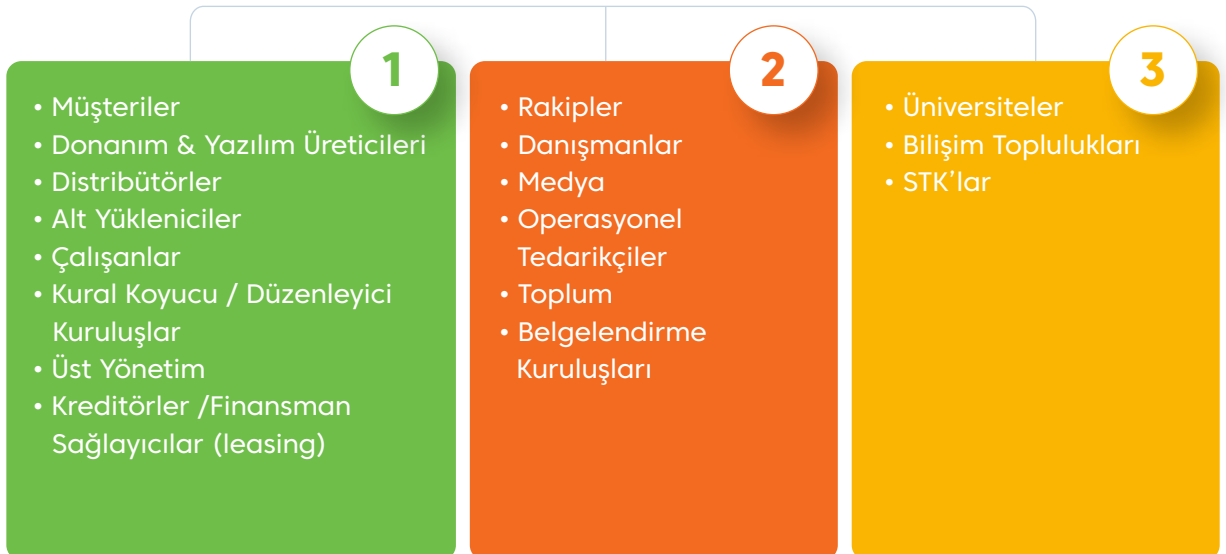 1
• Müşteriler
• Donanım & Yazılım Üreticileri
• Distribütörler
• Alt Yükleniciler
• Çalışanlar
• Kural Koyucu / Düzenleyici
Kuruluşlar
• Üst Yönetim
• Kreditörler /Finansman
Sağlayıcılar (leasing)
2
• Rakipler
• Danışmanlar
• Medya
• Operasyonel
Tedarikçiler
• Toplum
• Belgelendirme
Kuruluşları
3
• Üniversiteler
• Bilişim Toplulukları
• STK’lar